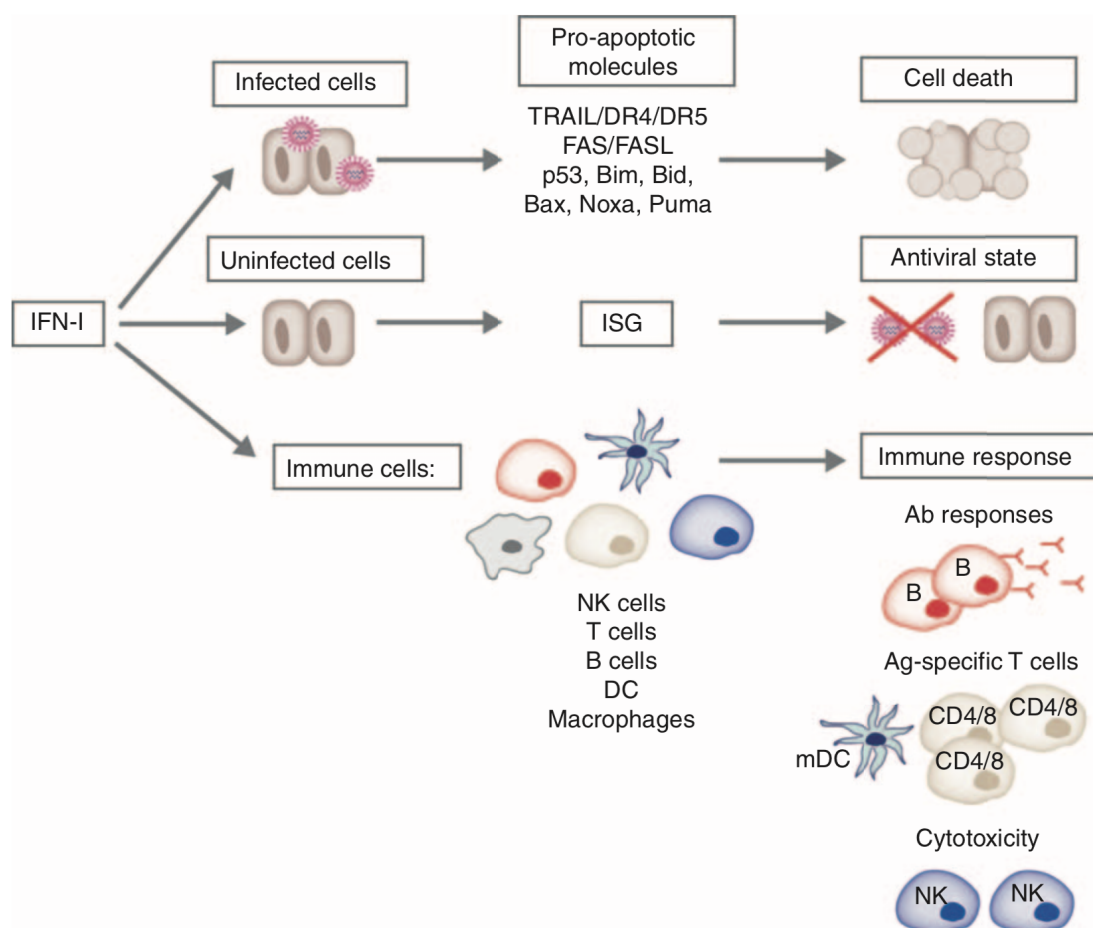 Pro-apoptotic
molecules
Infected cells
Cell death
TRAIL/DR4/DR5
FAS/FASL
p53, Bim, Bid,
Bax, Noxa, Puma
Uninfected cells
Antiviral state
IFN-I
ISG
Immune cells:
Immune response
NK cells
T cells
B cells
DC
Macrophages
Ab responses
B
B
Ag-specific T cells
CD4/8
CD4/8
CD4/8
mDC
Cytotoxicity
NK
NK